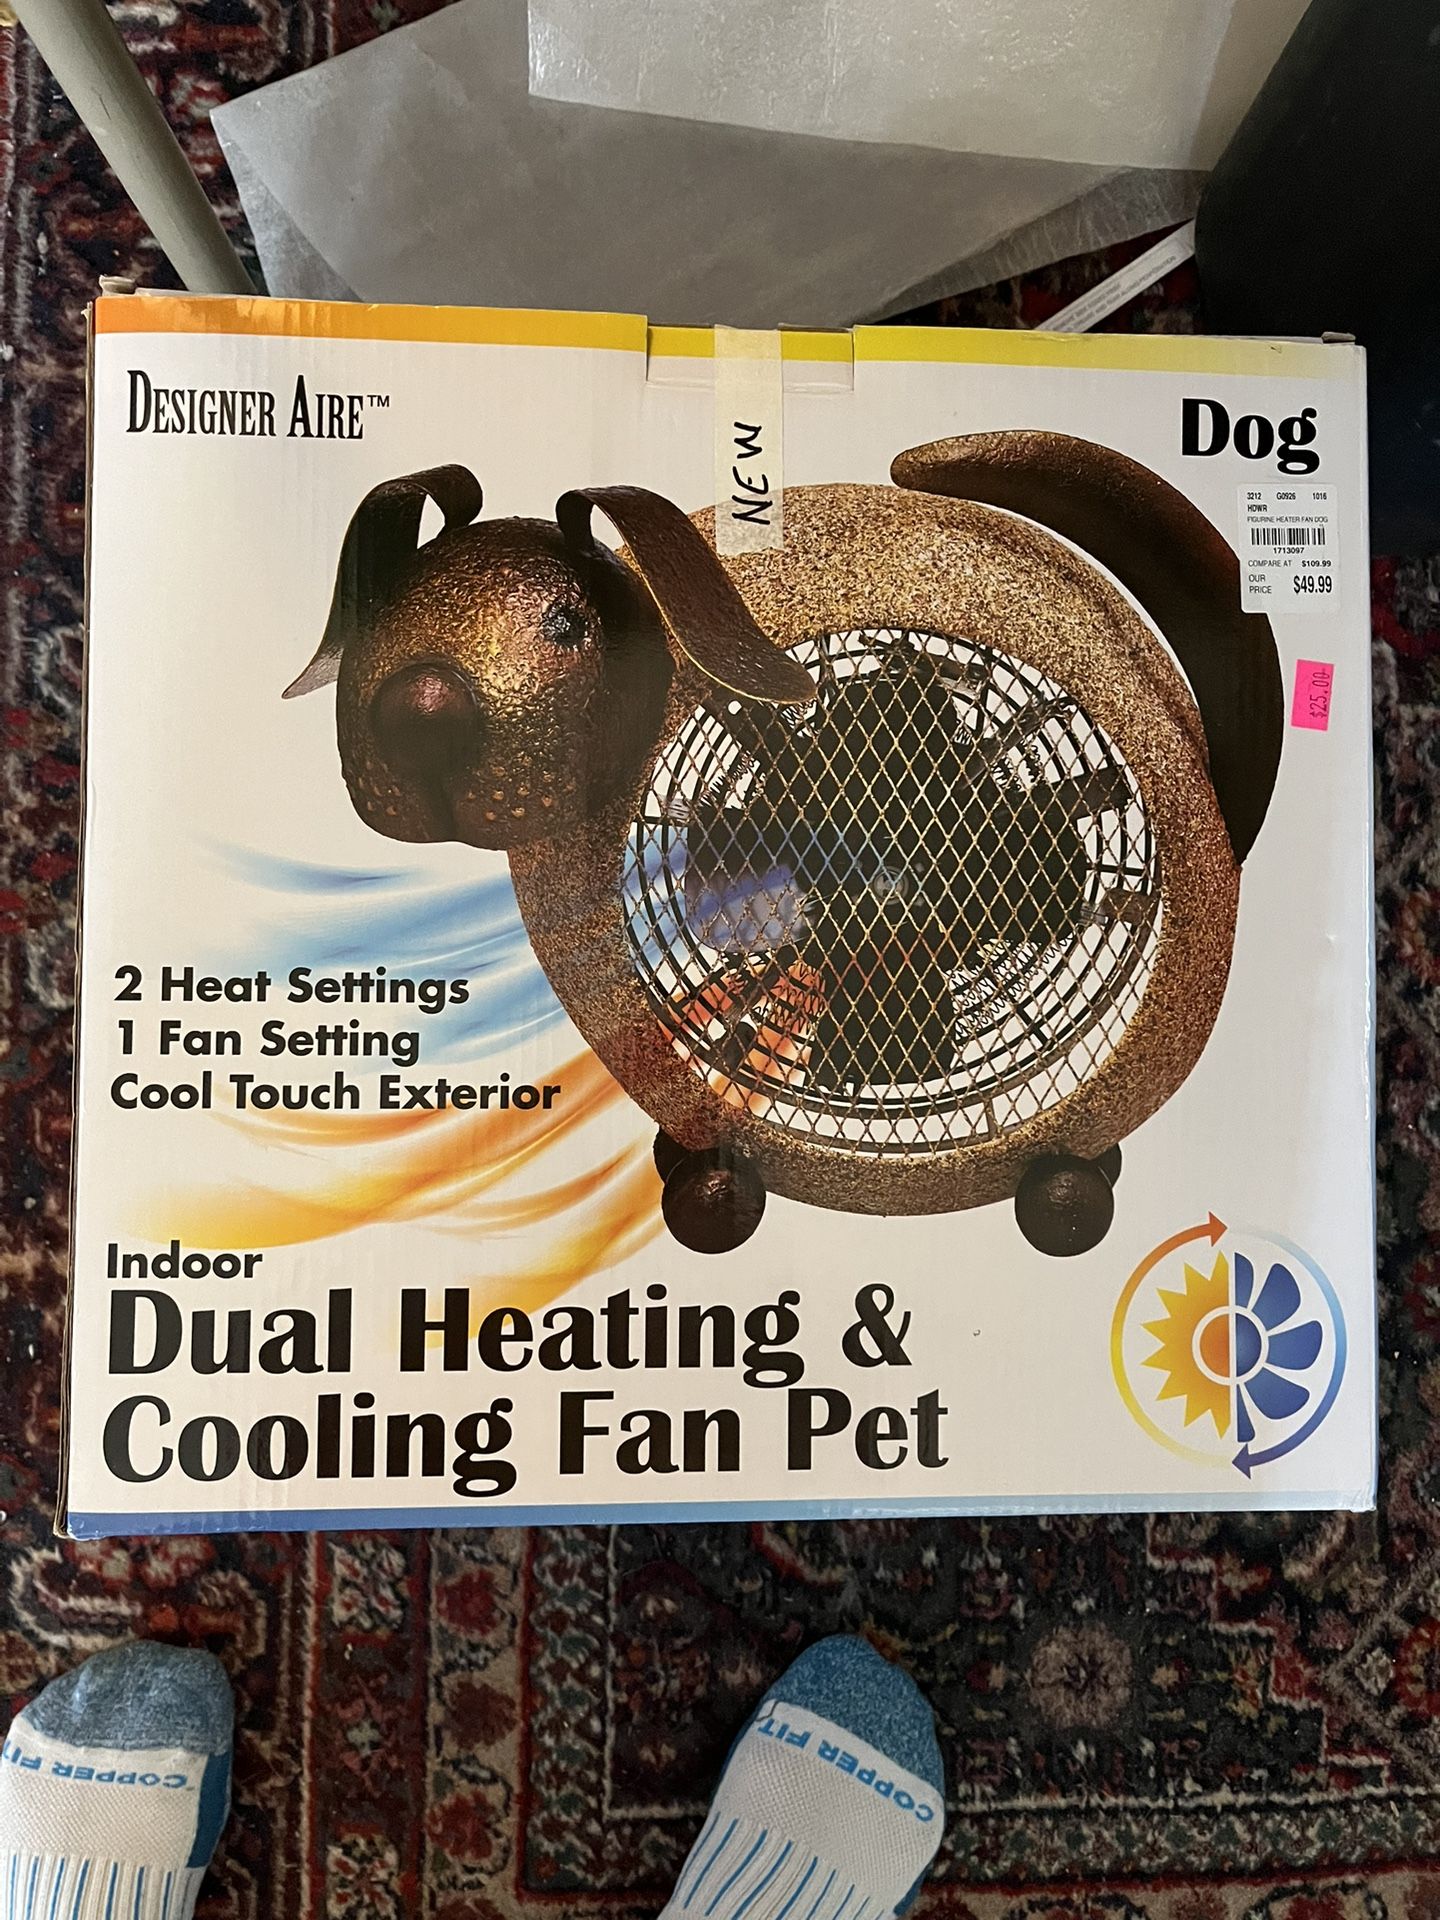 DESIGNER AIRE™
Dog
NEW
3212 G0926 1016
HDWR
FIGURINE HEATER FAN DOG
1713097
COMPARE AT $109.99
OUR PRICE $49.99
$25.00
2 Heat Settings
1 Fan Setting
Cool Touch Exterior
Indoor
Dual Heating &
Cooling Fan Pet
COPPER FI
COPPER FIT